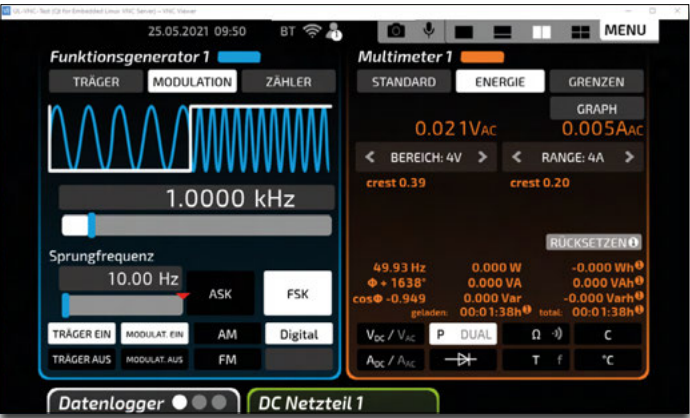 QL-VNC-Test (Qt for Embedded Linux VNC Server) – VNC Viewer
25.05.2021 09:50 BT MENU
Funktionsgenerator 1
TRÄGER MODULATION ZÄHLER
1.0000 kHz
Sprungfrequenz
10.00 Hz
ASK FSK
TRÄGER EIN MODULAT. EIN AM Digital
TRÄGER AUS MODULAT. AUS FM
Multimeter 1
STANDARD ENERGIE GRENZEN
GRAPH
0.021VAC 0.005AAC
< BEREICH: 4V > < RANGE: 4A >
crest 0.39 crest 0.20
RÜCKSETZEN
49.93 Hz 0.000 W -0.000 Wh
Φ + 1638° 0.000 VA 0.000 VAh
cosΦ -0.949 0.000 Var -0.000 Varh
geladen: 00:01:38h total: 00:01:38h
VDC / VAC P DUAL Ω C
ADC / AAC T f °C
Datenlogger DC Netzteil 1